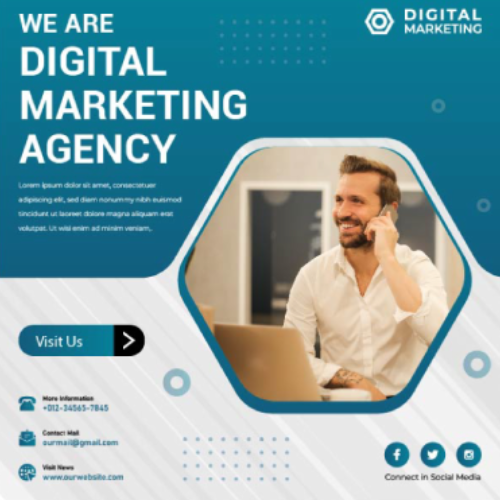 WE ARE
DIGITAL
MARKETING
AGENCY
DIGITAL
MARKETING
Lorem ipsum dolor sit amet, consectetuer
adipiscing elit, sed diam nonummy nibh euismod
tincidunt ut laoreet dolore magna aliquam erat
volutpat. Ut wisi enim ad minim veniam,
Visit Us
More Information
+012-34565-7845
Contact Mail
ourmail@gmail.com
Visit News
www.ourwebsite.com
Connect in Social Media